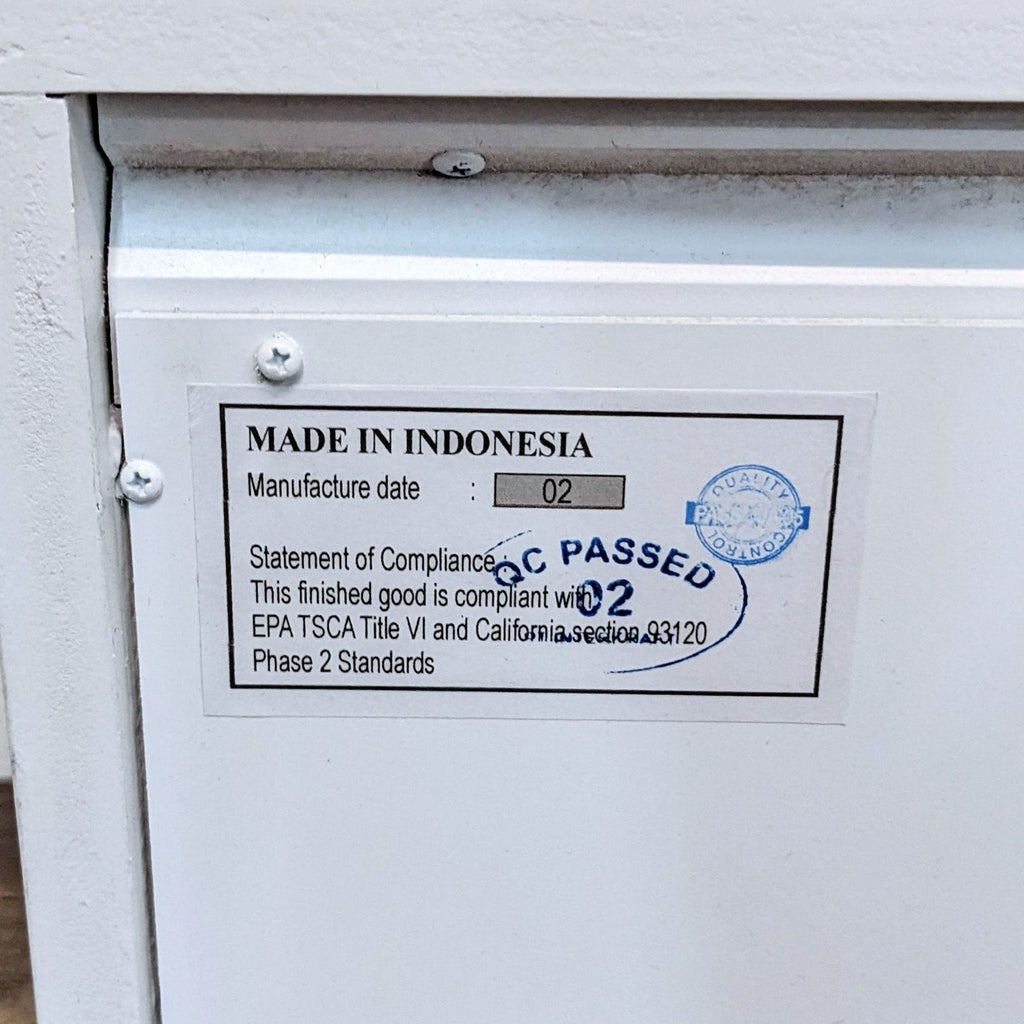 MADE IN INDONESIA
Manufacture date : 02
QUALITY
CONTROL
Statement of Compliance :
QC PASSED
This finished good is compliant with
02
EPA TSCA Title VI and California section 93120
Phase 2 Standards